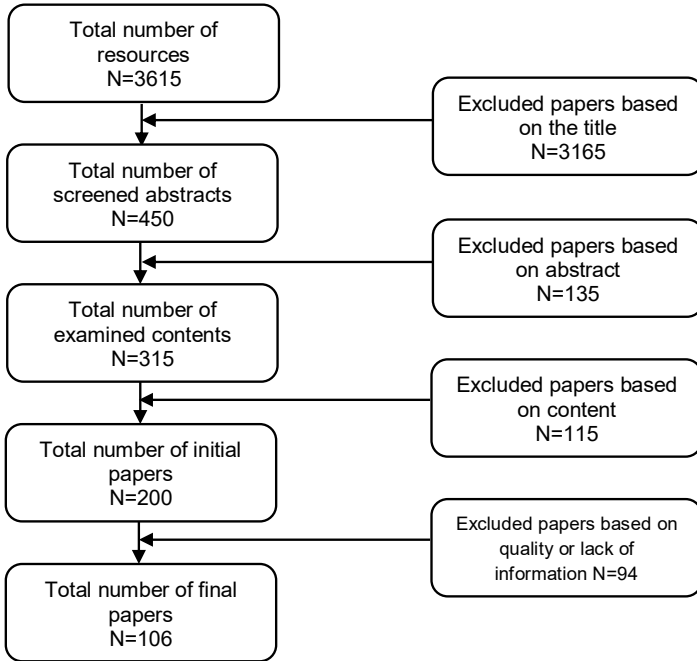 Total number of
resources
N=3615
Excluded papers based
on the title
N=3165
Total number of
screened abstracts
N=450
Excluded papers based
on abstract
N=135
Total number of
examined contents
N=315
Excluded papers based
on content
N=115
Total number of initial
papers
N=200
Excluded papers based on
quality or lack of
information N=94
Total number of final
papers
N=106